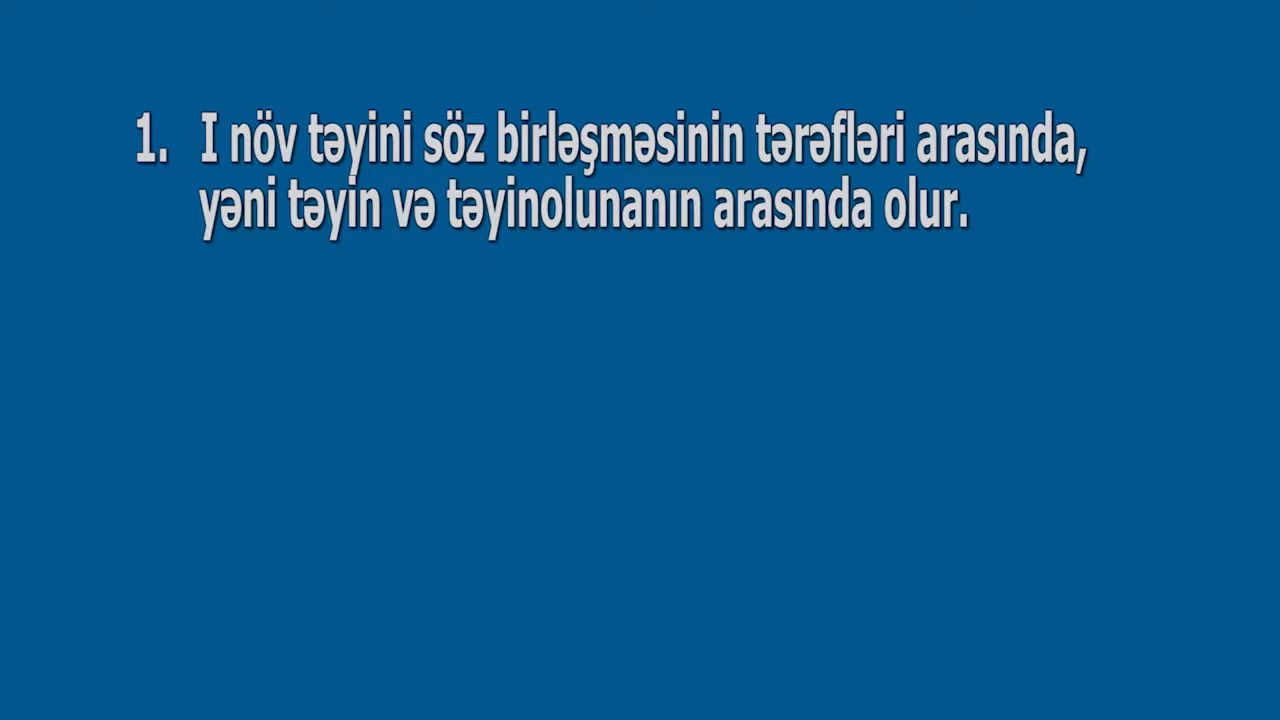 1. I növ təyini söz birləşməsinin tərəfləri arasında,
yəni təyin və təyinolunanın arasında olur.